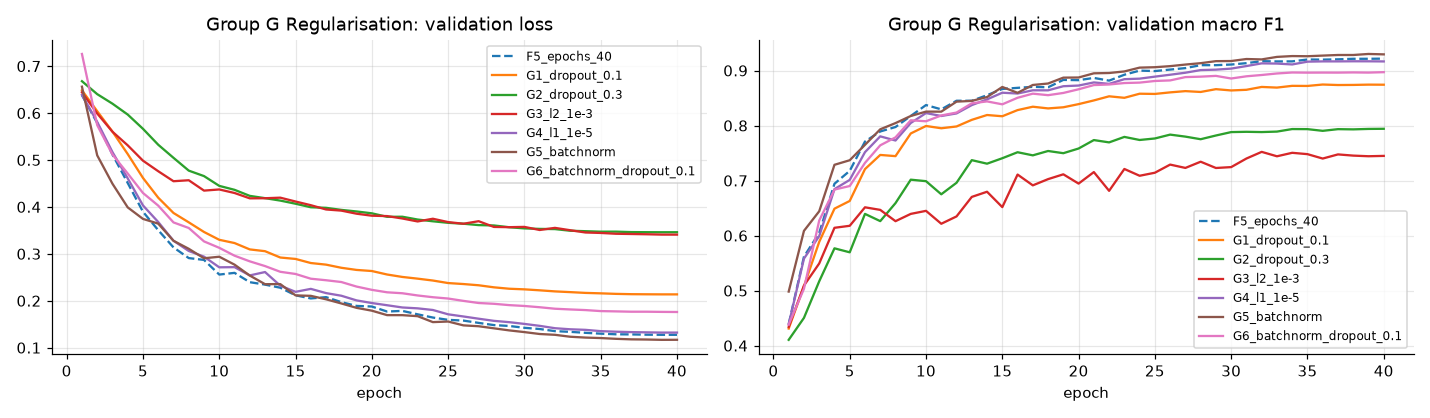 Group G Regularisation: validation loss
0.7
0.6
0.5
0.4
0.3
0.2
0.1
0 5 10 15 20 25 30 35 40
epoch
F5_epochs_40
G1_dropout_0.1
G2_dropout_0.3
G3_l2_1e-3
G4_l1_1e-5
G5_batchnorm
G6_batchnorm_dropout_0.1
Group G Regularisation: validation macro F1
0.9
0.8
0.7
0.6
0.5
0.4
0 5 10 15 20 25 30 35 40
epoch
F5_epochs_40
G1_dropout_0.1
G2_dropout_0.3
G3_l2_1e-3
G4_l1_1e-5
G5_batchnorm
G6_batchnorm_dropout_0.1